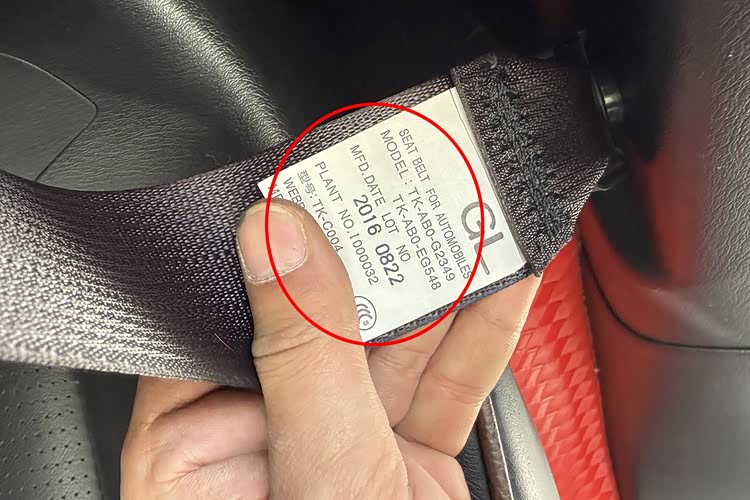 SEAT BELT FOR AUTOMOBILES
MODEL: TK-AB0-G2349
TK-AB0-EG548
MFD.DATE LOT NO
2016 0822
PLANT NO.I000032
型号:TK-C004